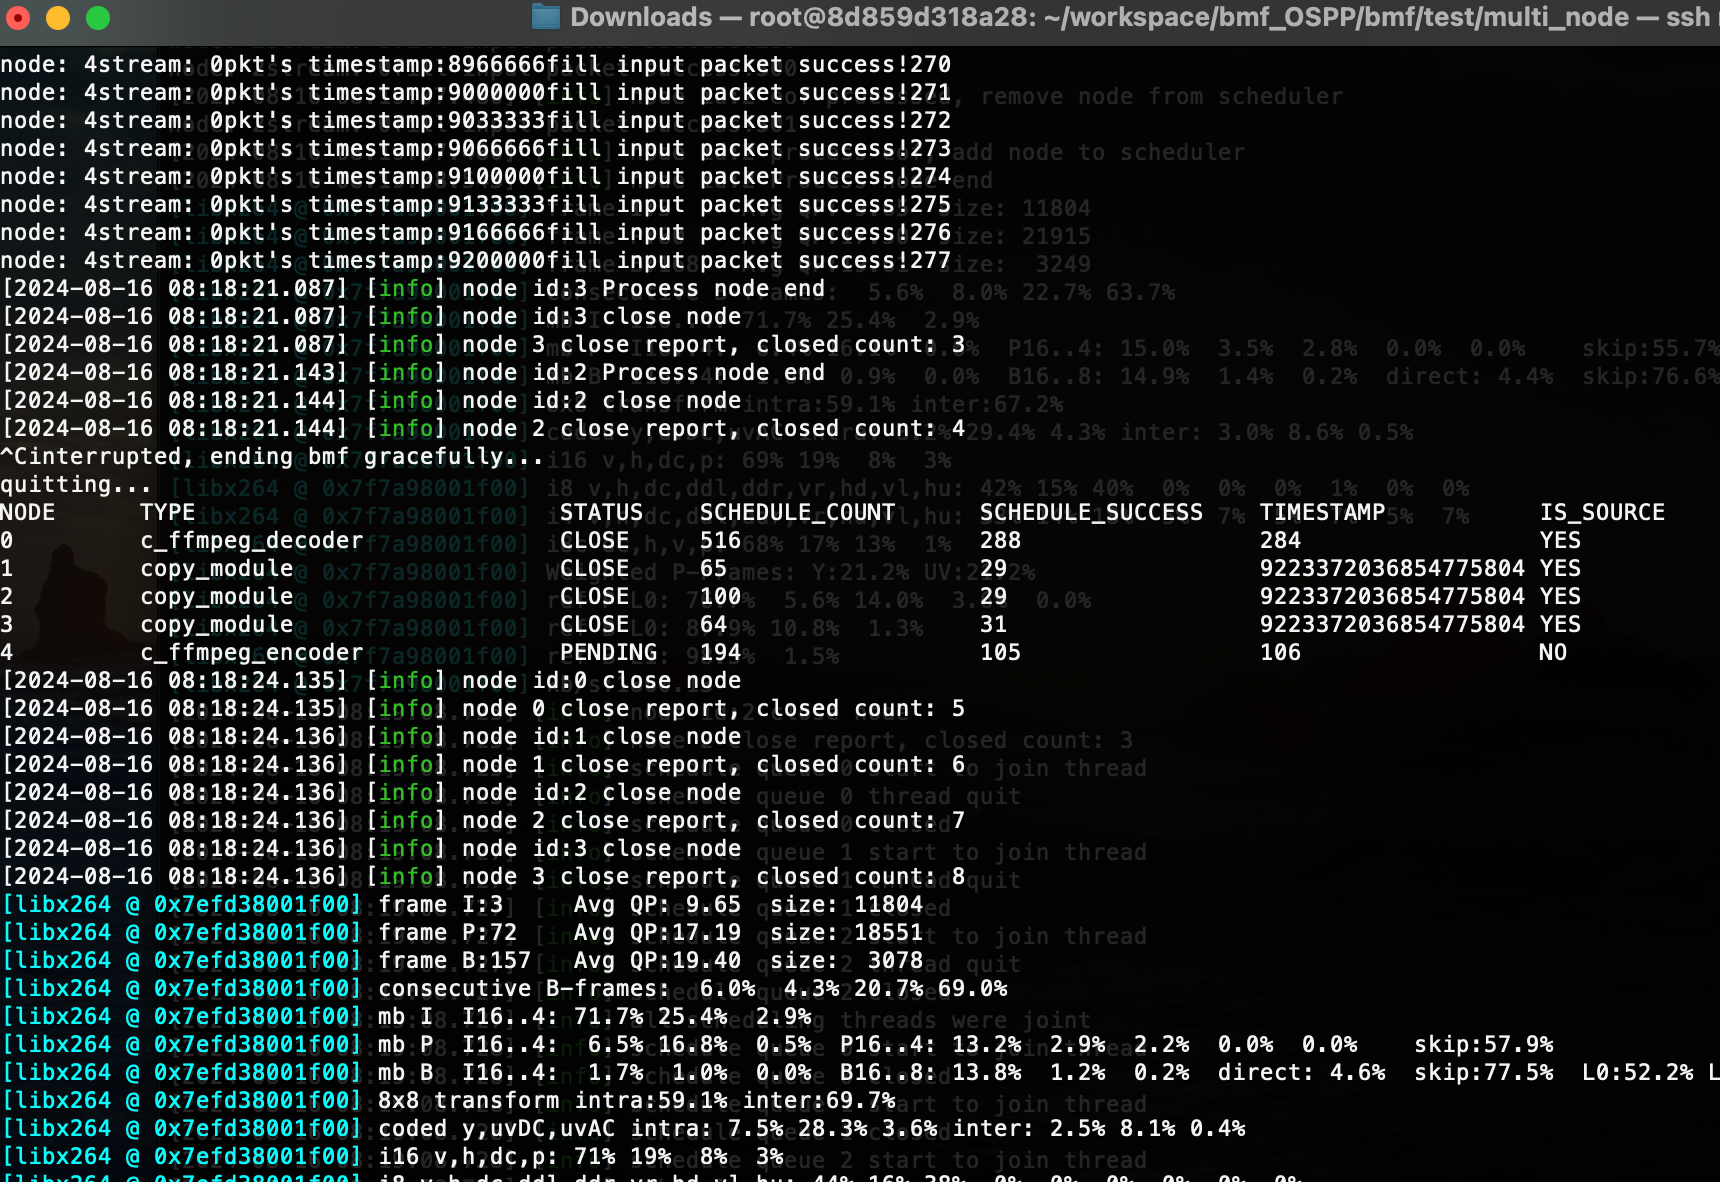 Downloads — root@8d859d318a28: ~/workspace/bmf_OSPP/bmf/test/multi_node — ssh
node: 4stream: 0pkt's timestamp:8966666fill input packet success!270
node: 4stream: 0pkt's timestamp:9000000fill input packet success!271
node: 4stream: 0pkt's timestamp:9033333fill input packet success!272
node: 4stream: 0pkt's timestamp:9066666fill input packet success!273
node: 4stream: 0pkt's timestamp:9100000fill input packet success!274
node: 4stream: 0pkt's timestamp:9133333fill input packet success!275
node: 4stream: 0pkt's timestamp:9166666fill input packet success!276
node: 4stream: 0pkt's timestamp:9200000fill input packet success!277
[2024-08-16 08:18:21.087] [info] node id:3 Process node end
[2024-08-16 08:18:21.087] [info] node id:3 close node
[2024-08-16 08:18:21.087] [info] node 3 close report, closed count: 3
[2024-08-16 08:18:21.143] [info] node id:2 Process node end
[2024-08-16 08:18:21.144] [info] node id:2 close node
[2024-08-16 08:18:21.144] [info] node 2 close report, closed count: 4
^Cinterrupted, ending bmf gracefully...
quitting...
NODE TYPE STATUS SCHEDULE_COUNT SCHEDULE_SUCCESS TIMESTAMP IS_SOURCE
0 c_ffmpeg_decoder CLOSE 516 288 284 YES
1 copy_module CLOSE 65 29 9223372036854775804 YES
2 copy_module CLOSE 100 29 9223372036854775804 YES
3 copy_module CLOSE 64 31 9223372036854775804 YES
4 c_ffmpeg_encoder PENDING 194 105 106 NO
[2024-08-16 08:18:24.135] [info] node id:0 close node
[2024-08-16 08:18:24.135] [info] node 0 close report, closed count: 5
[2024-08-16 08:18:24.136] [info] node id:1 close node
[2024-08-16 08:18:24.136] [info] node 1 close report, closed count: 6
[2024-08-16 08:18:24.136] [info] node id:2 close node
[2024-08-16 08:18:24.136] [info] node 2 close report, closed count: 7
[2024-08-16 08:18:24.136] [info] node id:3 close node
[2024-08-16 08:18:24.136] [info] node 3 close report, closed count: 8
[libx264 @ 0x7efd38001f00] frame I:3 Avg QP: 9.65 size: 11804
[libx264 @ 0x7efd38001f00] frame P:72 Avg QP:17.19 size: 18551
[libx264 @ 0x7efd38001f00] frame B:157 Avg QP:19.40 size: 3078
[libx264 @ 0x7efd38001f00] consecutive B-frames: 6.0% 4.3% 20.7% 69.0%
[libx264 @ 0x7efd38001f00] mb I I16..4: 71.7% 25.4% 2.9%
[libx264 @ 0x7efd38001f00] mb P I16..4: 6.5% 16.8% 0.5% P16..4: 13.2% 2.9% 2.2% 0.0% 0.0% skip:57.9%
[libx264 @ 0x7efd38001f00] mb B I16..4: 1.7% 1.0% 0.0% B16..8: 13.8% 1.2% 0.2% direct: 4.6% skip:77.5% L0:52.2% L
[libx264 @ 0x7efd38001f00] 8x8 transform intra:59.1% inter:69.7%
[libx264 @ 0x7efd38001f00] coded y,uvDC,uvAC intra: 7.5% 28.3% 3.6% inter: 2.5% 8.1% 0.4%
[libx264 @ 0x7efd38001f00] i16 v,h,dc,p: 71% 19% 8% 3%